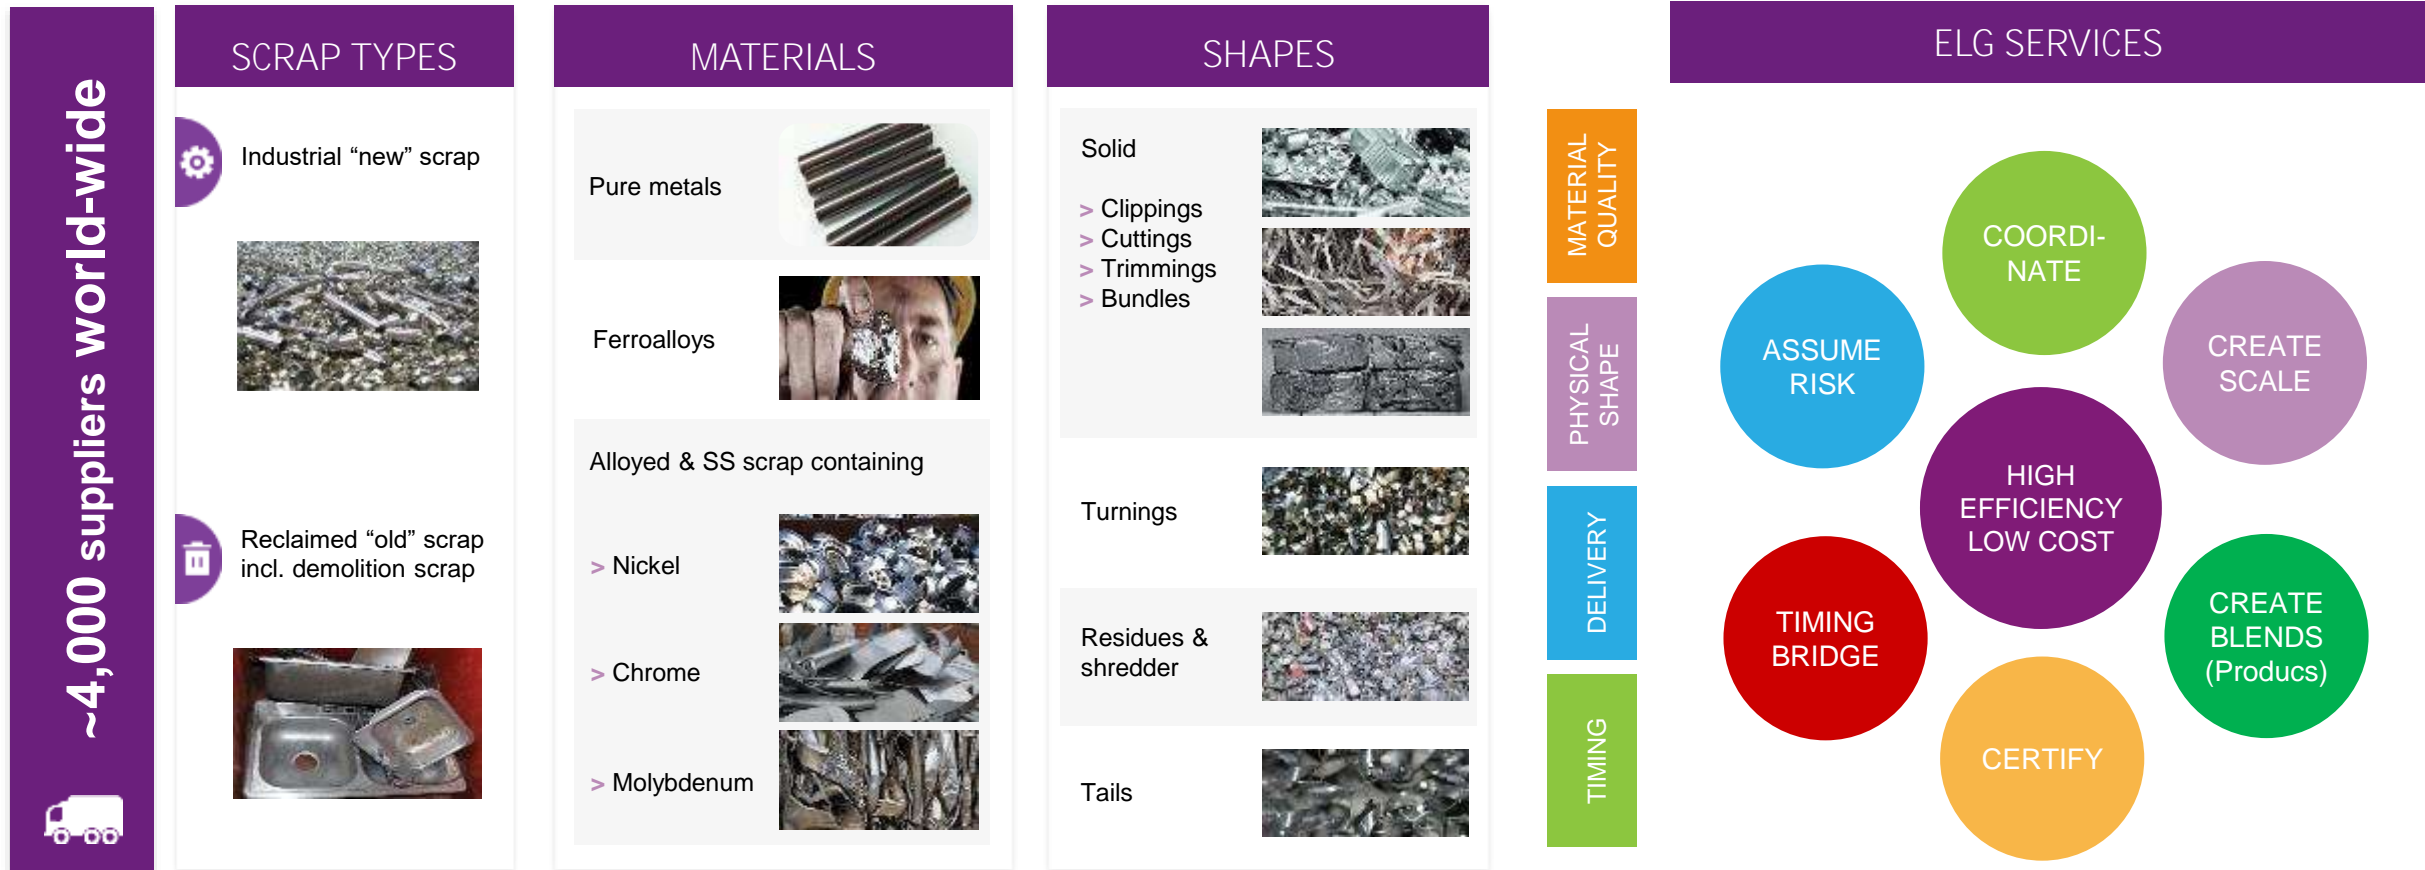 ~4,000 suppliers world-wide
SCRAP TYPES
Industrial “new” scrap
Reclaimed “old” scrap
incl. demolition scrap
MATERIALS
Pure metals
Ferroalloys
Alloyed & SS scrap containing
> Nickel
> Chrome
> Molybdenum
SHAPES
Solid
> Clippings
> Cuttings
> Trimmings
> Bundles
Turnings
Residues &
shredder
Tails
MATERIAL
QUALITY
PHYSICAL
SHAPE
DELIVERY
TIMING
ELG SERVICES
COORDI-
NATE
ASSUME
RISK
CREATE
SCALE
HIGH
EFFICIENCY
LOW COST
TIMING
BRIDGE
CREATE
BLENDS
(Producs)
CERTIFY